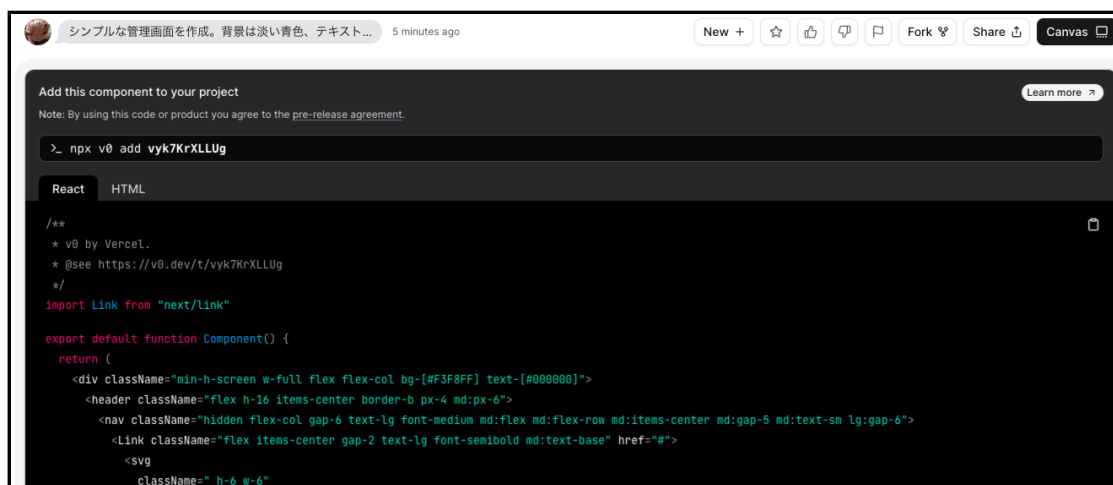 シンプルな管理画面を作成。背景は淡い青色、テキスト... 5 minutes ago New + Fork Share Canvas
Add this component to your project Learn more
Note: By using this code or product you agree to the pre-release agreement.
>_ npx v0 add vyk7KrXLLUg
React HTML
/**
 * v0 by Vercel.
 * @see https://v0.dev/t/vyk7KrXLLUg
 */
import Link from "next/link"
export default function Component() {
return (
<div className="min-h-screen w-full flex flex-col bg-[#F3F8FF] text-[#000000]">
<header className="flex h-16 items-center border-b px-4 md:px-6">
<nav className="hidden flex-col gap-6 text-lg font-medium md:flex md:flex-row md:items-center md:gap-5 md:text-sm lg:gap-6">
<Link className="flex items-center gap-2 text-lg font-semibold md:text-base" href="#">
<svg
className=" h-6 w-6"